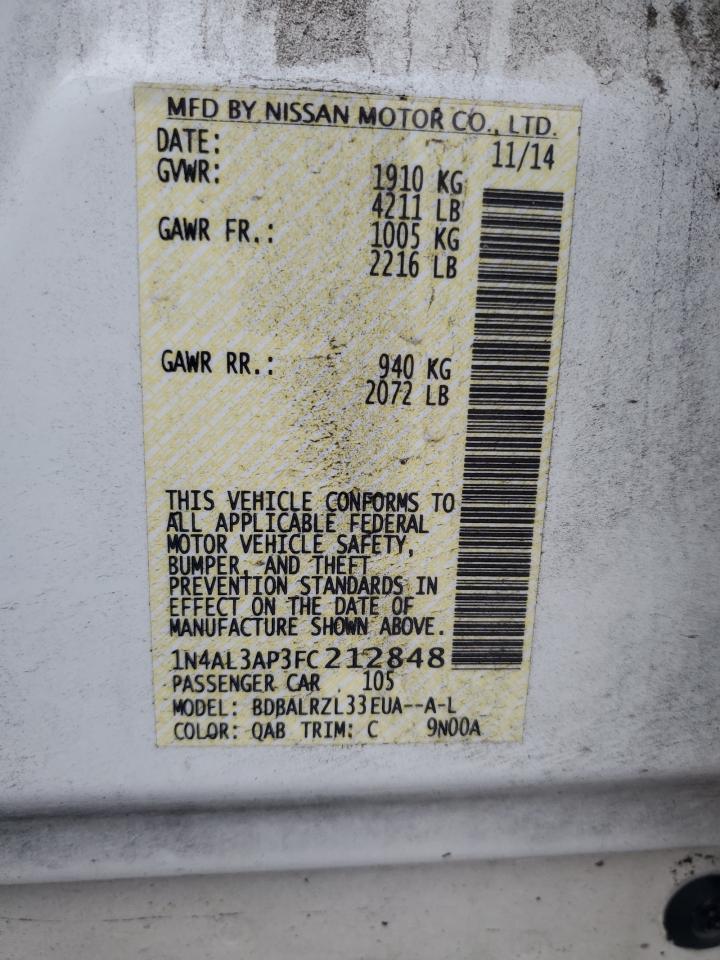 MFD BY NISSAN MOTOR CO., LTD.
DATE: 11/14
GVWR: 1910 KG
4211 LB
GAWR FR.: 1005 KG
2216 LB
GAWR RR.: 940 KG
2072 LB
THIS VEHICLE CONFORMS TO
ALL APPLICABLE FEDERAL
MOTOR VEHICLE SAFETY,
BUMPER, AND THEFT
PREVENTION STANDARDS IN
EFFECT ON THE DATE OF
MANUFACTURE SHOWN ABOVE.
1N4AL3AP3FC212848
PASSENGER CAR 105
MODEL: BDBALRZL33EUA--A-L
COLOR: QAB TRIM: C 9N00A